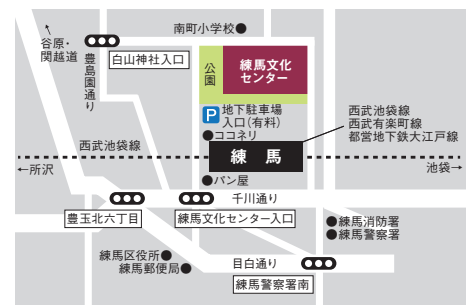 南町小学校●
谷原・
関越道
豊島園通り
白山神社入口
公園
練馬文化
センター
P 地下駐車場
入口(有料)
●ココネリ
西武池袋線
西武有楽町線
都営地下鉄大江戸線
西武池袋線
練馬
←所沢
池袋→
●パン屋
千川通り
豊玉北六丁目
練馬文化センター入口
●練馬消防署
●練馬警察署
練馬区役所●
練馬郵便局●
目白通り
練馬警察署南